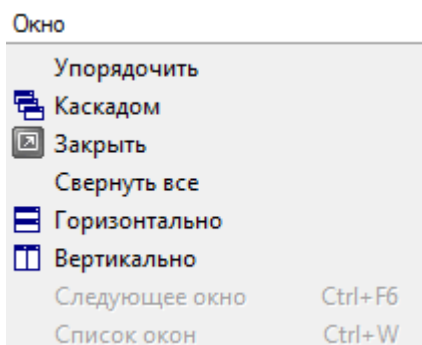 Окно
Упорядочить
Каскадом
Закрыть
Свернуть все
Горизонтально
Вертикально
Следующее окно Ctrl+F6
Список окон Ctrl+W